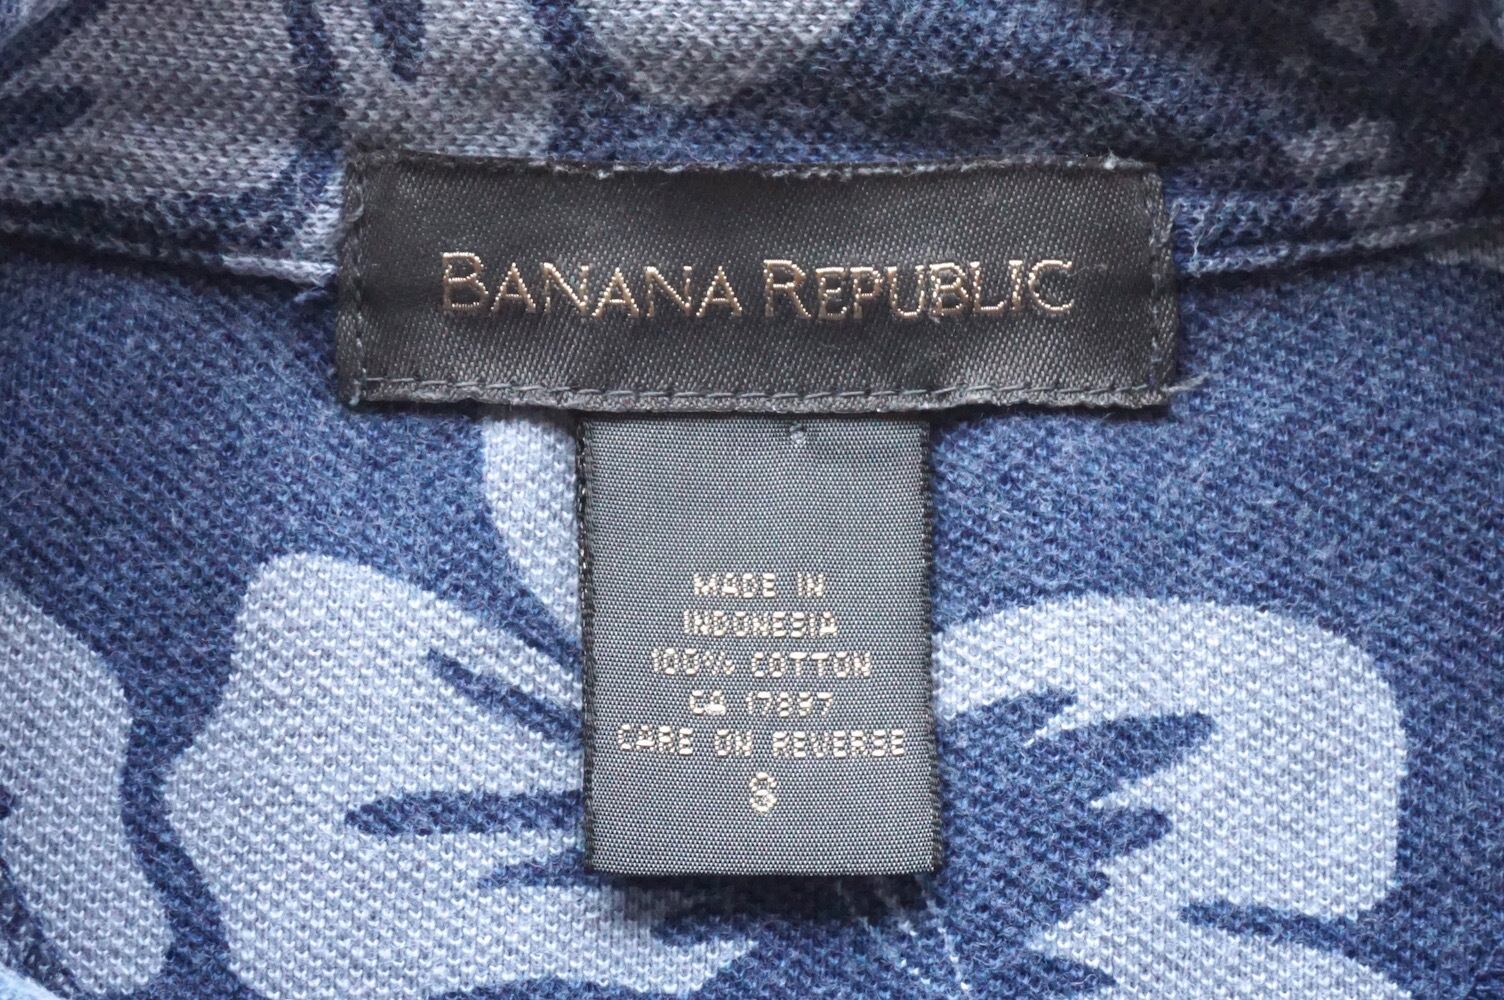 BANANA REPUBLIC
MADE IN
INDONESIA
100% COTTON
CA 17897
CARE ON REVERSE
S